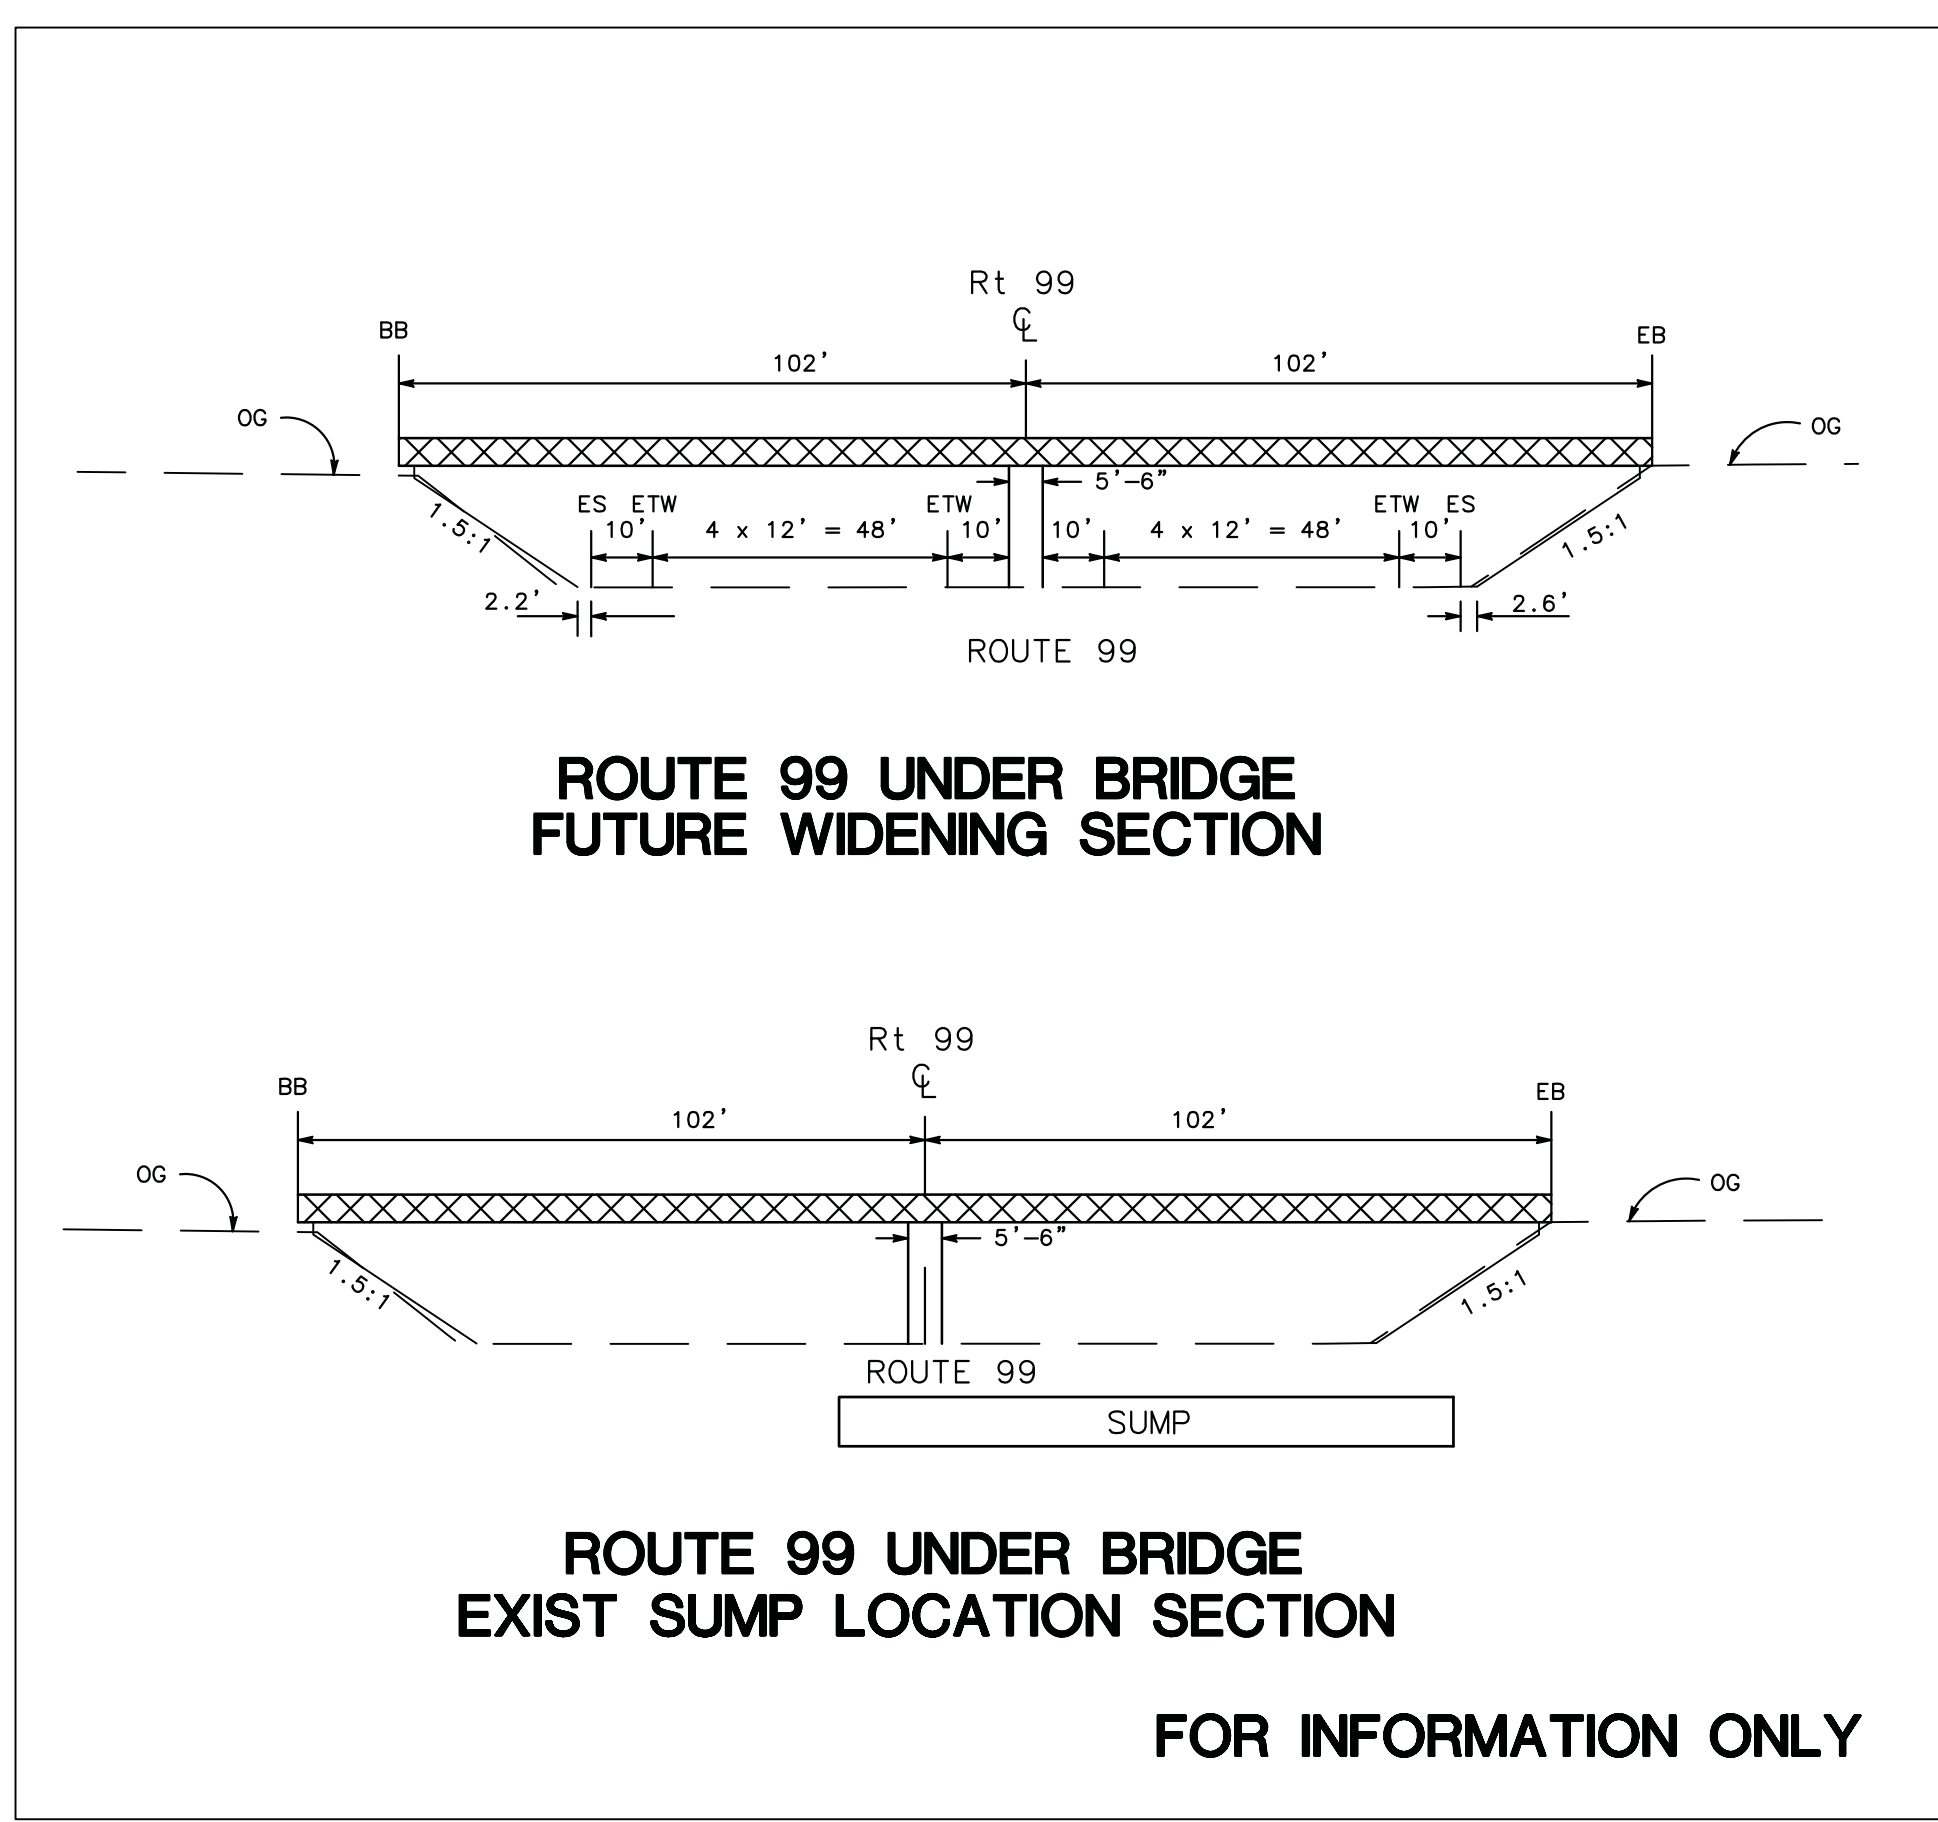 Rt 99
℄
BB
EB
102'
102'
OG
OG
5'-6"
ES ETW
ETW
ETW ES
10'
4 x 12' = 48'
10'
10'
4 x 12' = 48'
10'
1.5:1
1.5:1
2.2'
2.6'
ROUTE 99
ROUTE 99 UNDER BRIDGE
FUTURE WIDENING SECTION
Rt 99
℄
BB
EB
102'
102'
OG
OG
5'-6"
1.5:1
1.5:1
ROUTE 99
SUMP
ROUTE 99 UNDER BRIDGE
EXIST SUMP LOCATION SECTION
FOR INFORMATION ONLY